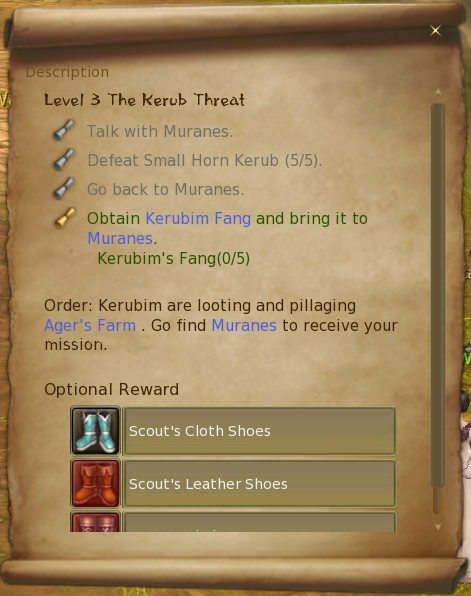 Description
Level 3 The Kerub Threat
Talk with Muranes.
Defeat Small Horn Kerub (5/5).
Go back to Muranes.
Obtain Kerubim Fang and bring it to
Muranes.
Kerubim's Fang(0/5)
Order: Kerubim are looting and pillaging
Ager's Farm . Go find Muranes to receive your
mission.
Optional Reward
Scout's Cloth Shoes
Scout's Leather Shoes